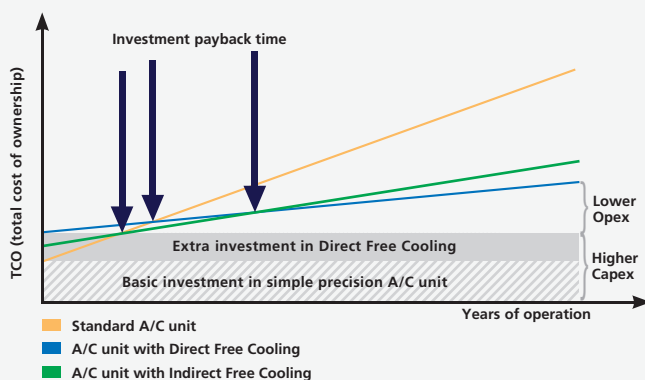 Investment payback time
TCO (total cost of ownership)
Lower
Opex
Extra investment in Direct Free Cooling
Higher
Capex
Basic investment in simple precision A/C unit
Years of operation
Standard A/C unit
A/C unit with Direct Free Cooling
A/C unit with Indirect Free Cooling